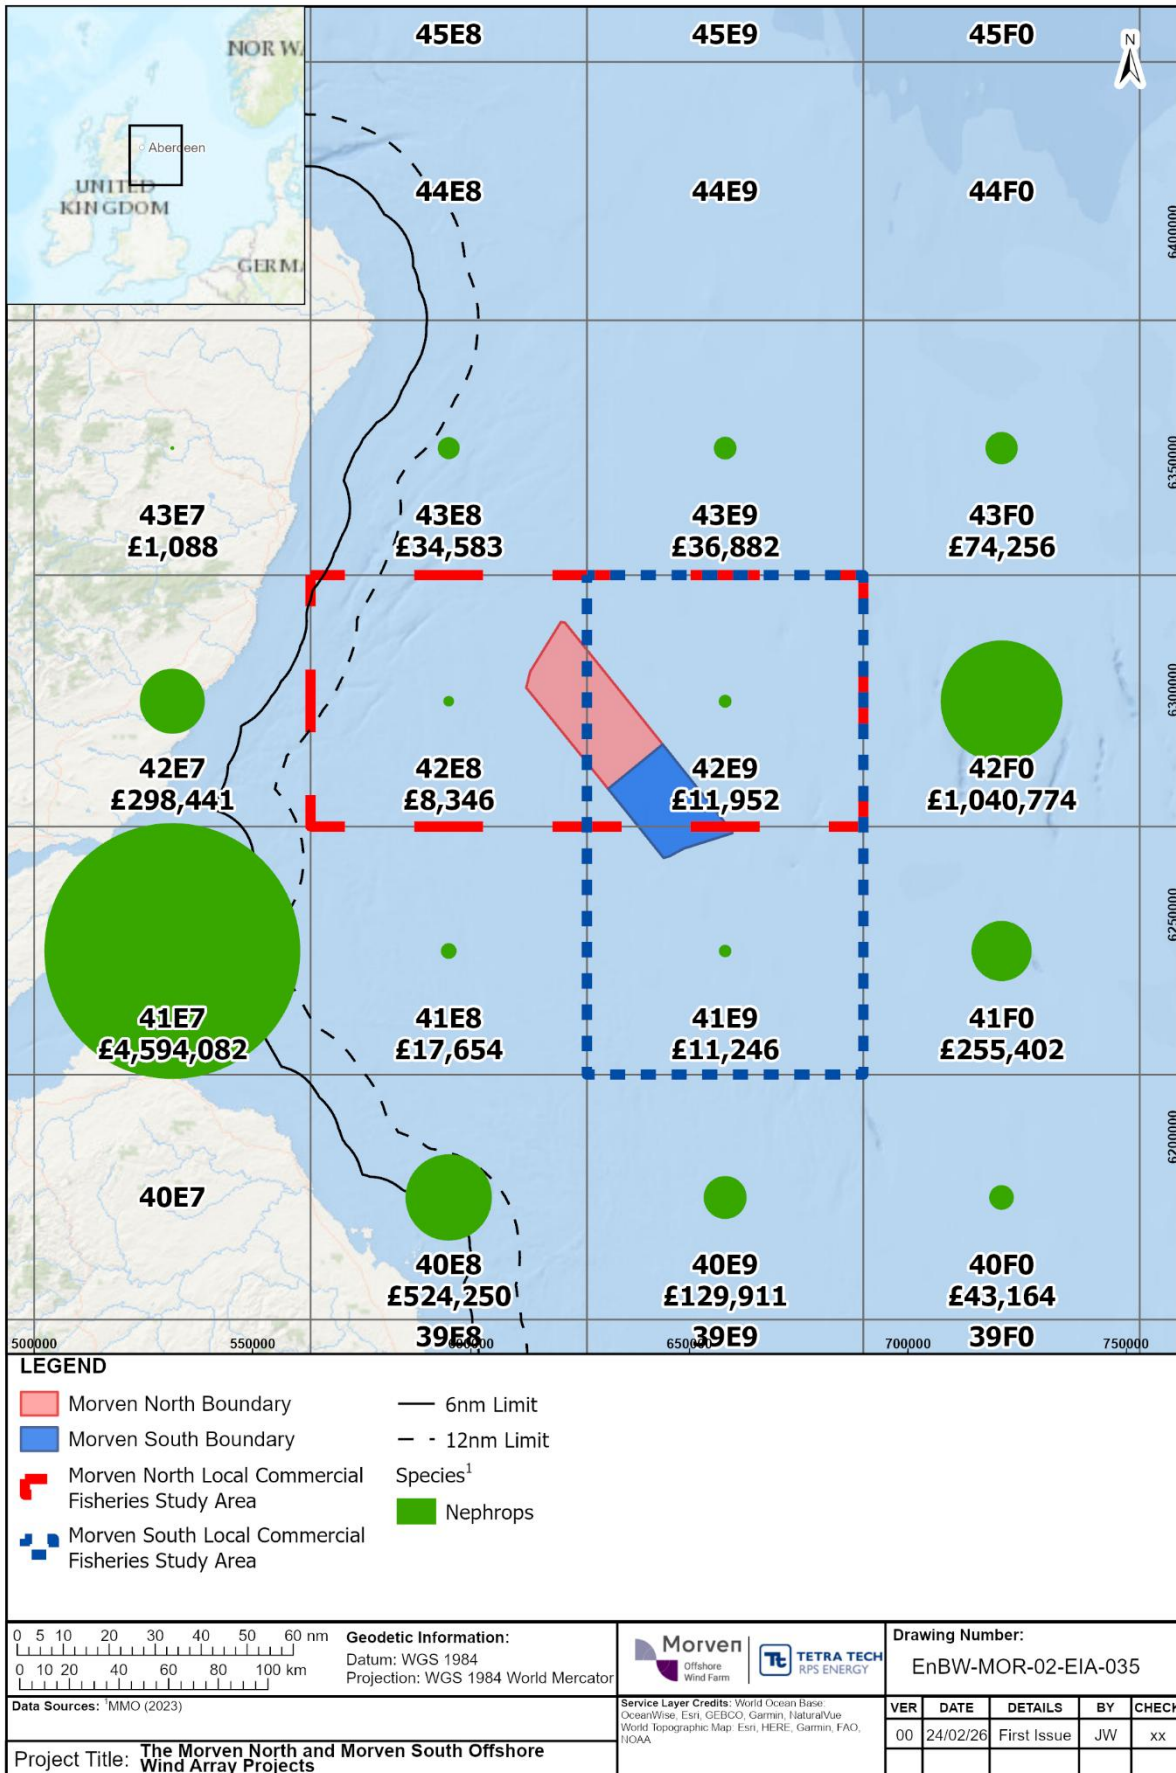 45E8
45E9
45F0
NORWA
N
Aberdeen
UNITED
KINGDOM
GERMA
44E8
44E9
44F0
6400000
6350000
43E7
£1,088
43E8
£34,583
43E9
£36,882
43F0
£74,256
6300000
42E7
£298,441
42E8
£8,346
42E9
£11,952
42F0
£1,040,774
6250000
41E7
£4,594,082
41E8
£17,654
41E9
£11,246
41F0
£255,402
6200000
40E7
40E8
£524,250
40E9
£129,911
40F0
£43,164
39E8
39E9
39F0
500000
550000
600000
650000
700000
750000
LEGEND
Morven North Boundary
Morven South Boundary
Morven North Local Commercial
Fisheries Study Area
Morven South Local Commercial
Fisheries Study Area
6nm Limit
12nm Limit
Species¹
Nephrops
0 5 10 20 30 40 50 60 nm
0 10 20 40 60 80 100 km
Geodetic Information:
Datum: WGS 1984
Projection: WGS 1984 World Mercator
Morven
Offshore
Wind Farm
Tt TETRA TECH
RPS ENERGY
Drawing Number:
EnBW-MOR-02-EIA-035
Data Sources: ¹MMO (2023)
Service Layer Credits: World Ocean Base:
OceanWise, Esri, GEBCO, Garmin, NaturalVue
World Topographic Map: Esri, HERE, Garmin, FAO,
NOAA
VER DATE DETAILS BY CHECK
00 24/02/26 First Issue JW xx
Project Title: The Morven North and Morven South Offshore
Wind Array Projects